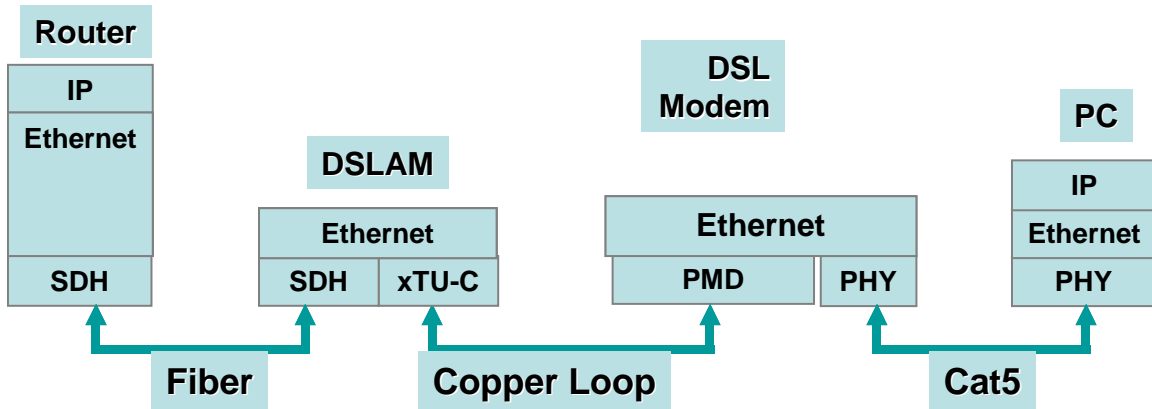 Router
IP
Ethernet
SDH
DSLAM
Ethernet
SDH
xTU-C
DSL
Modem
Ethernet
PMD
PHY
PC
IP
Ethernet
PHY
Fiber
Copper Loop
Cat5